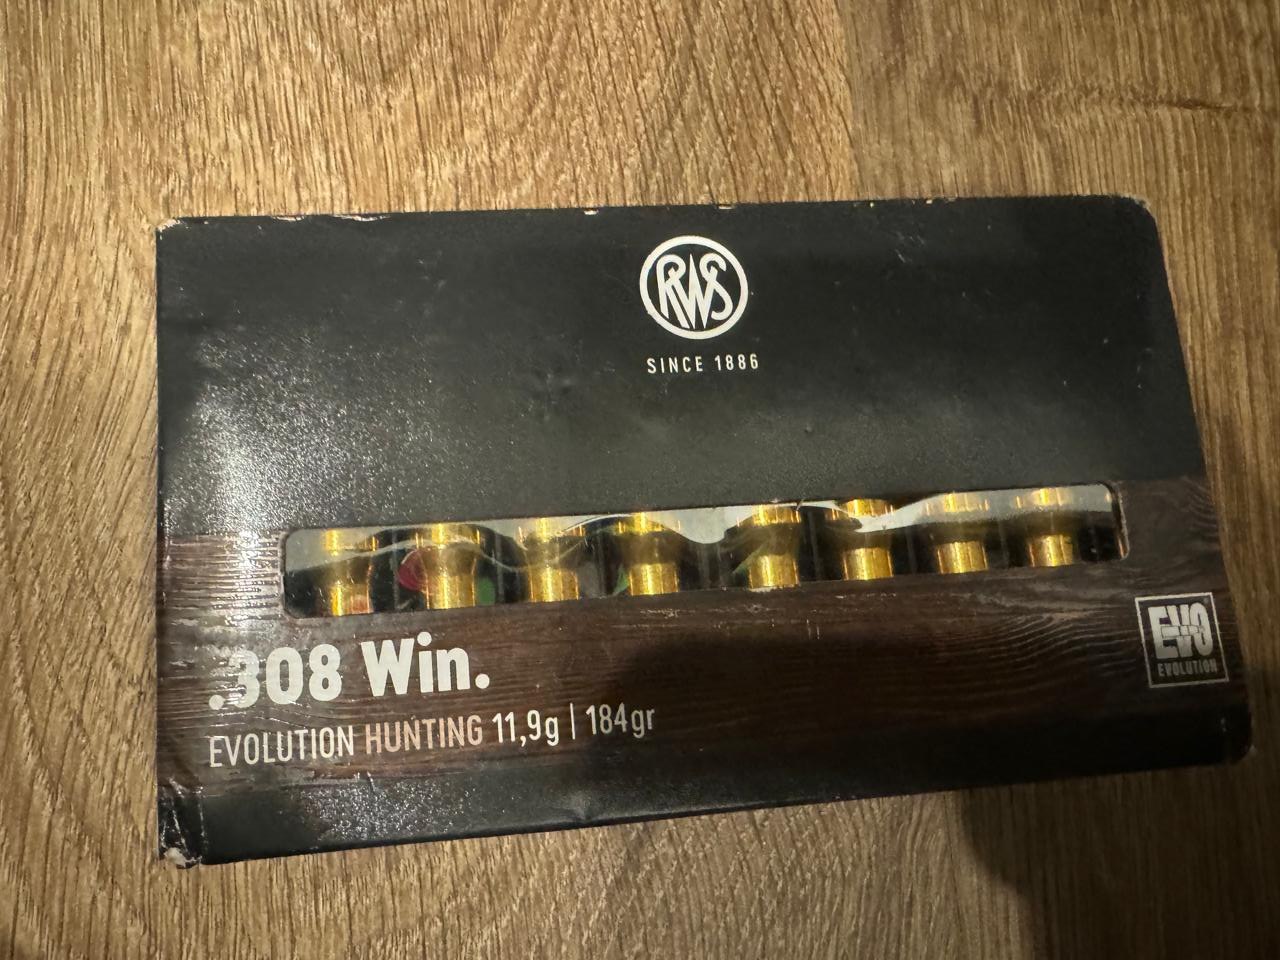 RWS
SINCE 1886
.308 Win.
EVOLUTION HUNTING 11,9g | 184gr
EVO
EVOLUTION